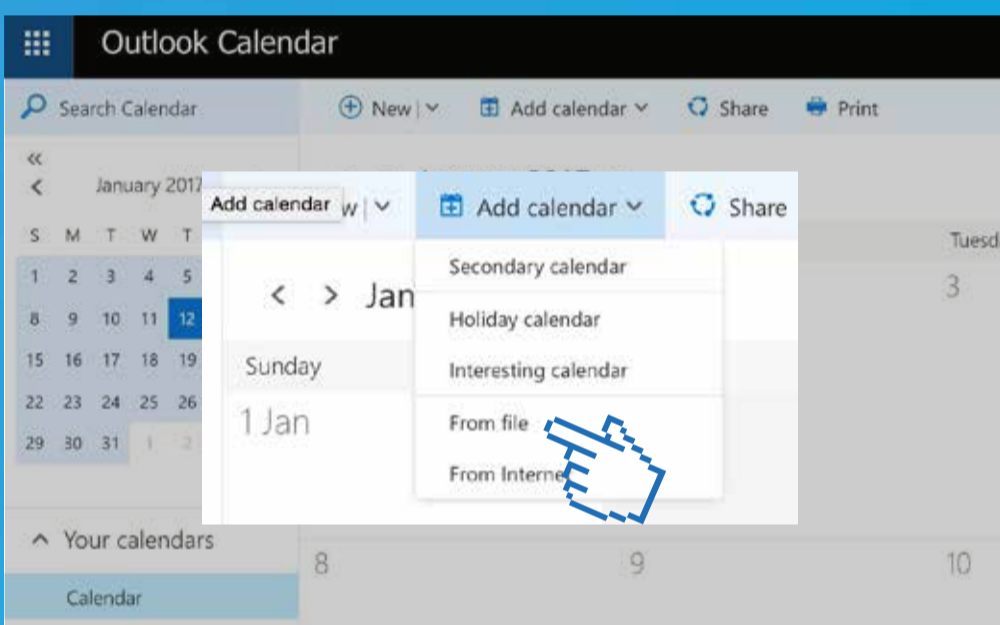 Outlook Calendar
Search Calendar
New
Add calendar
Share
Print
January 2017
S M T W T
1 2 3 4 5
8 9 10 11 12
15 16 17 18 19
22 23 24 25 26
29 30 31 1 2
Your calendars
Calendar
Add calendar
Add calendar
Share
Secondary calendar
Holiday calendar
Interesting calendar
From file
From
Jan
Sunday
1 Jan
3
8
9
10